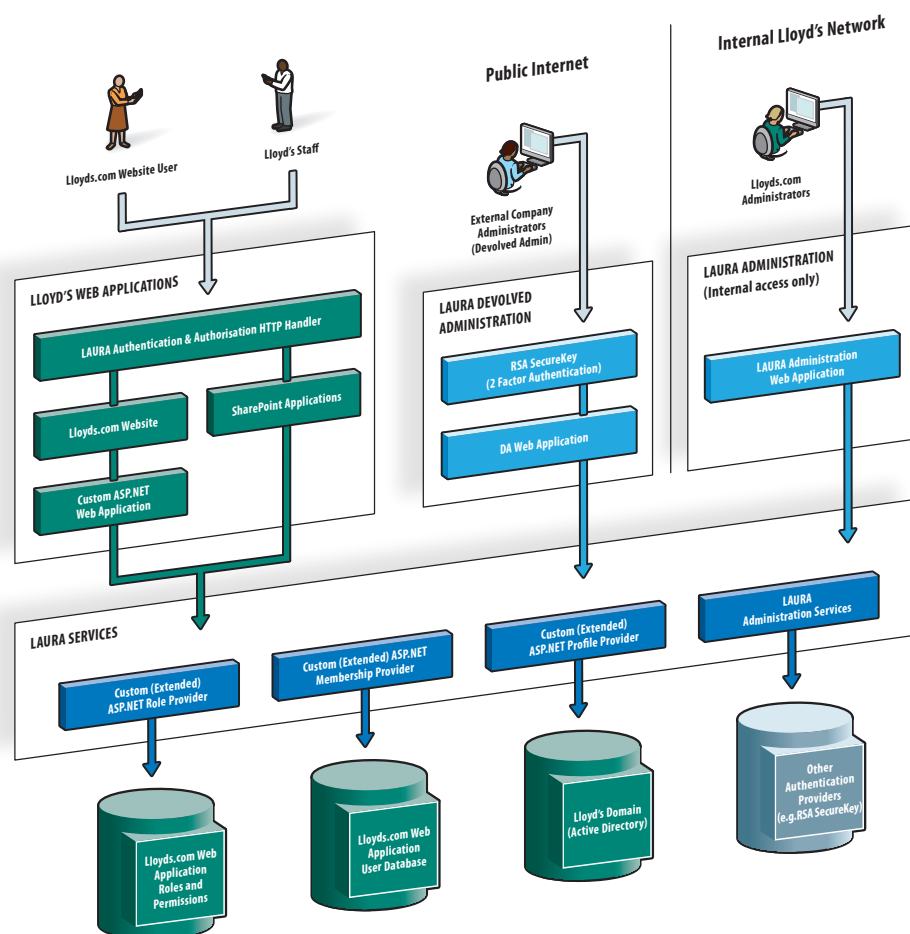 Internal Lloyd's Network
Public Internet
Lloyds.com Website User
Lloyd's Staff
External Company
Administrators
(Devolved Admin)
Lloyds.com
Administrators
LLOYD'S WEB APPLICATIONS
LAURA Authentication & Authorisation HTTP Handler
Lloyds.com Website
SharePoint Applications
Custom ASP.NET
Web Application
LAURA DEVOLVED
ADMINISTRATION
RSA SecureKey
(2 Factor Authentication)
DA Web Application
LAURA ADMINISTRATION
(Internal access only)
LAURA Administration
Web Application
LAURA SERVICES
Custom (Extended)
ASP.NET Role Provider
Custom (Extended) ASP.NET
Membership Provider
Custom (Extended)
ASP.NET Profile Provider
LAURA
Administration Services
Lloyds.com Web
Application
Roles and
Permissions
Lloyds.com Web
Application
User Database
Lloyd's Domain
(Active Directory)
Other
Authentication
Providers
(e.g.RSA SecureKey)